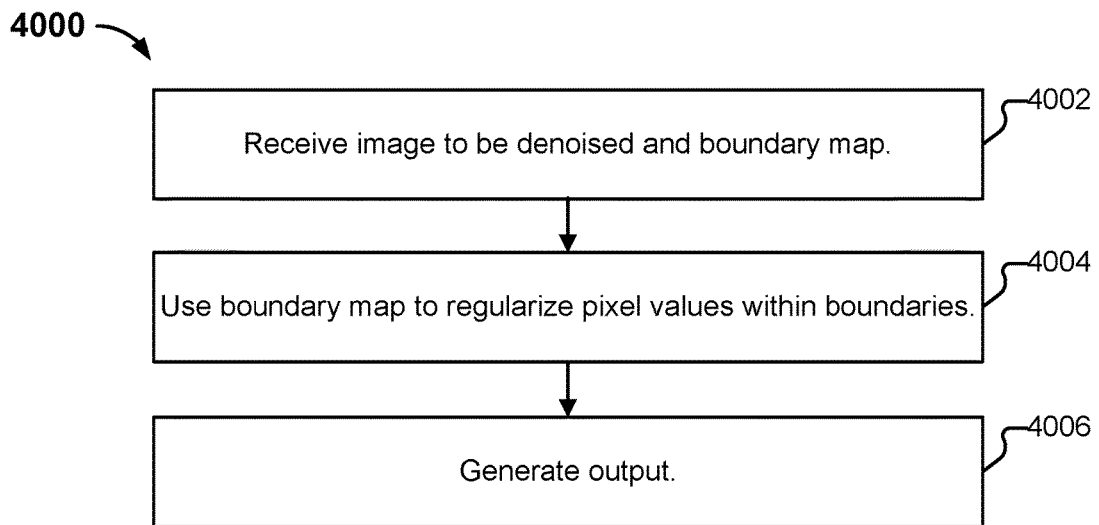 4000
4002
Receive image to be denoised and boundary map.
4004
Use boundary map to regularize pixel values within boundaries.
4006
Generate output.